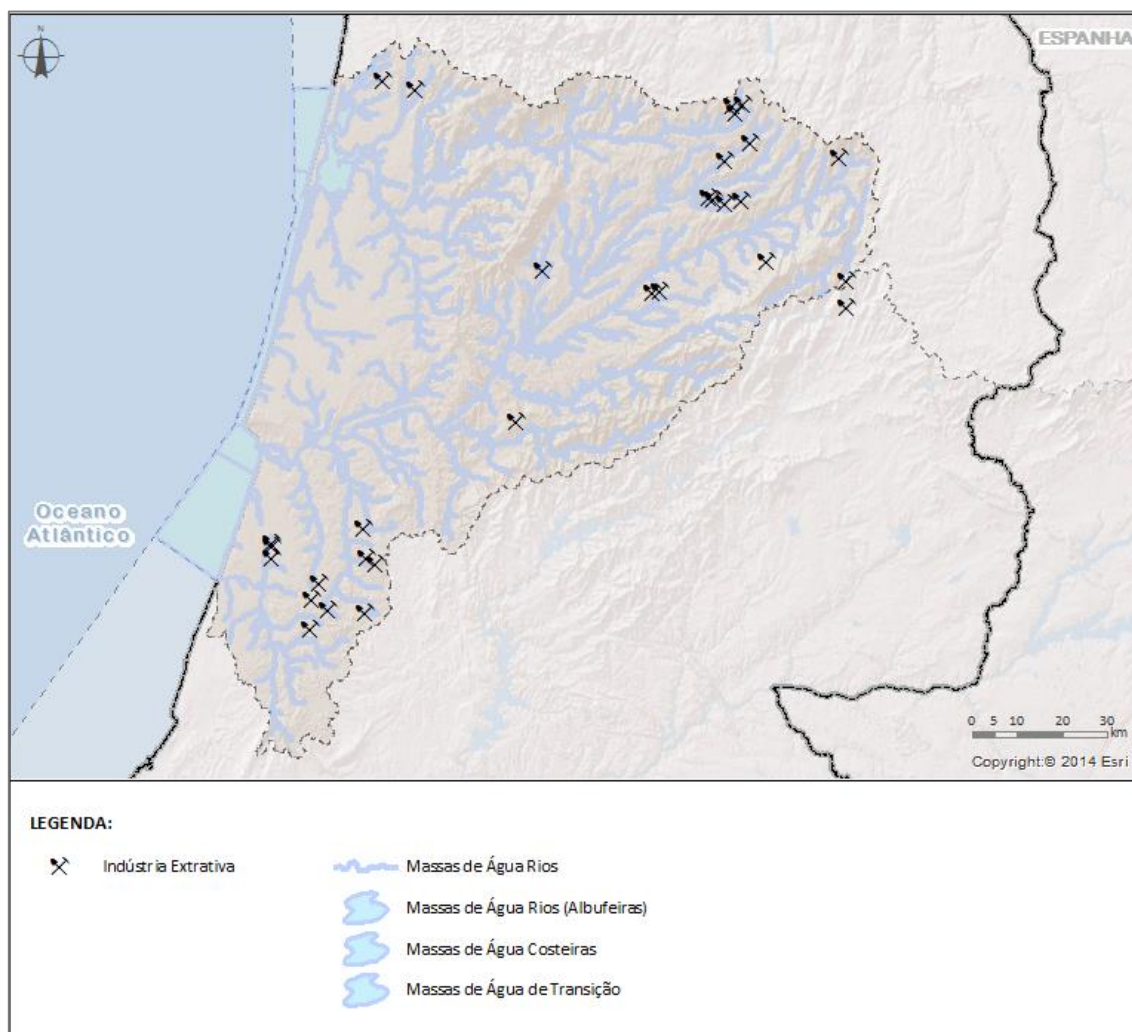 N
ESPANHA
Oceano
Atlântico
0 5 10 20 30
km
Copyright:© 2014 Esri
LEGENDA:
Indústria Extrativa
Massas de Água Rios
Massas de Água Rios (Albufeiras)
Massas de Água Costeiras
Massas de Água de Transição